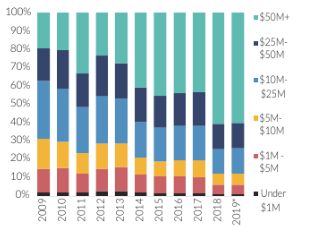 100%
90%
80%
70%
60%
50%
40%
30%
20%
10%
0%
2009 2010 2011 2012 2013 2014 2015 2016 2017 2018 2019*
$50M+
$25M-
$50M
$10M-
$25M
$5M-
$10M
$1M -
$5M
Under
$1M